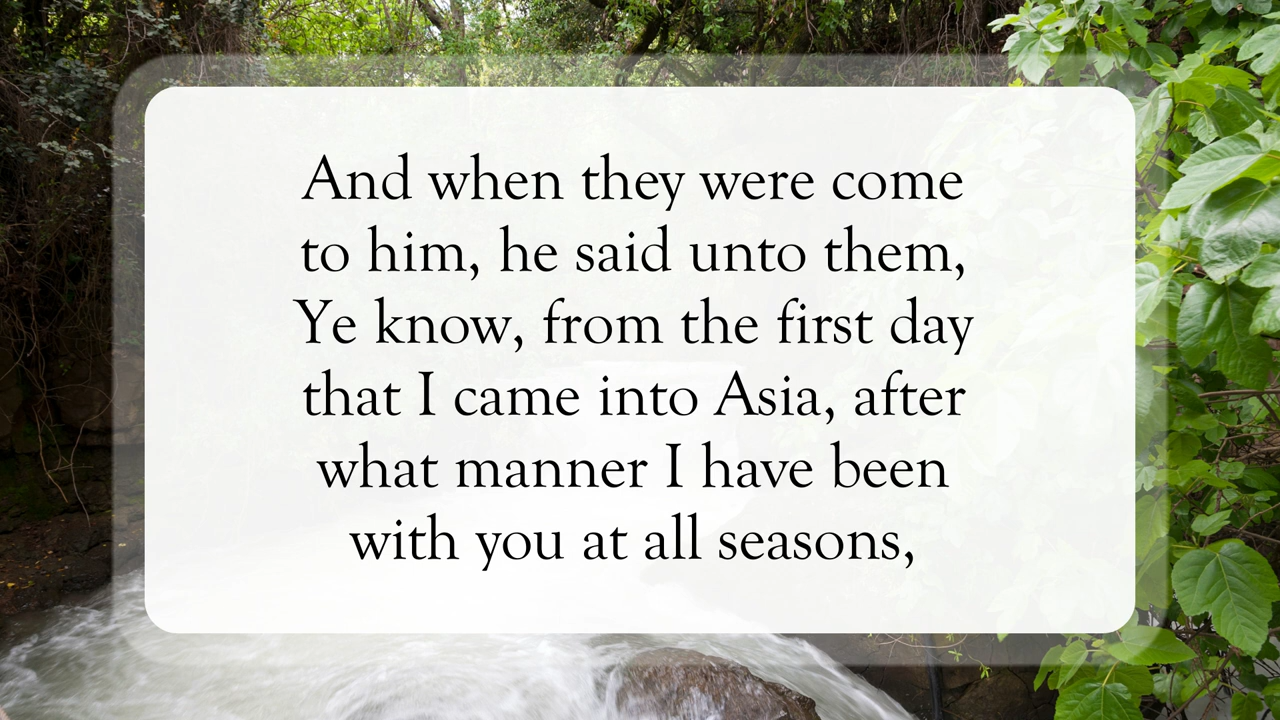 And when they were come
to him, he said unto them,
Ye know, from the first day
that I came into Asia, after
what manner I have been
with you at all seasons,